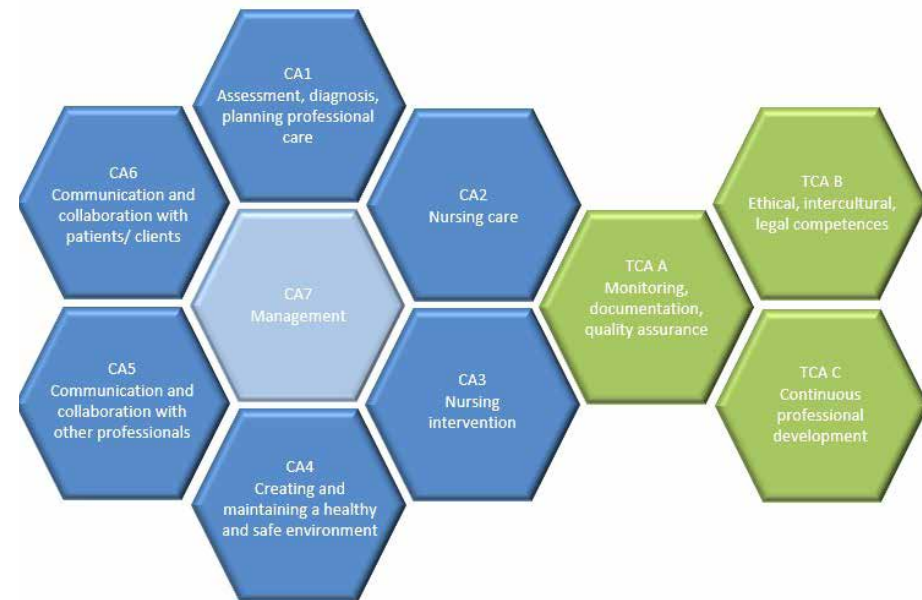 CA1
Assessment, diagnosis,
planning professional
care
CA6
Communication and
collaboration with
patients/ clients
CA2
Nursing care
TCA B
Ethical, intercultural,
legal competences
CA7
Management
TCA A
Monitoring,
documentation,
quality assurance
CA5
Communication and
collaboration with
other professionals
CA3
Nursing
intervention
TCA C
Continuous
professional
development
CA4
Creating and
maintaining a healthy
and safe environment